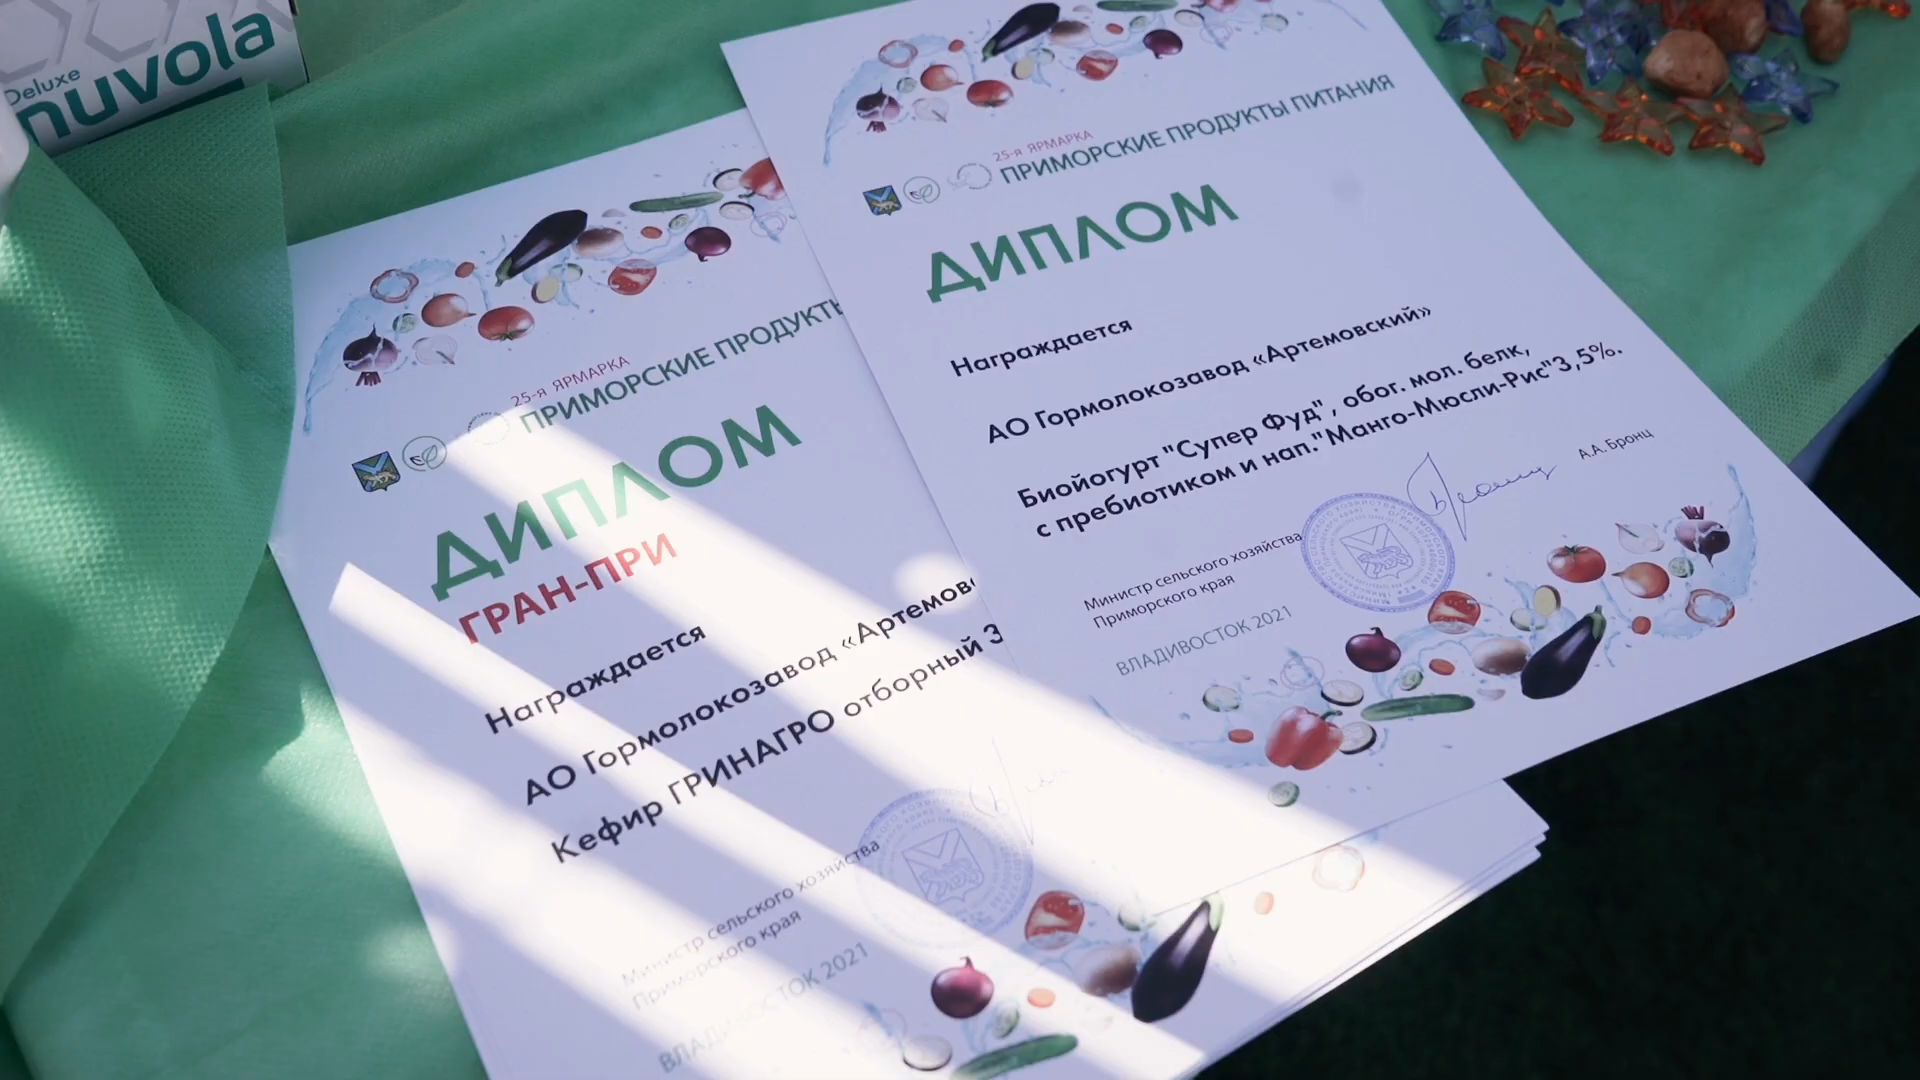 Deluxe
nuvola
25-я ЯРМАРКА
ПРИМОРСКИЕ ПРОДУКТЫ
ДИПЛОМ
ГРАН-ПРИ
Награждается
АО Гормолокозавод «Артемовс
Кефир ГРИНАГРО отборный 3
Министр сельского хозяйства
Приморского края
ВЛАДИВОСТОК 2021
25-я ЯРМАРКА
ПРИМОРСКИЕ ПРОДУКТЫ ПИТАНИЯ
ДИПЛОМ
Награждается
АО Гормолокозавод «Артемовский»
Биойогурт "Супер Фуд", обог. мол. белк,
с пребиотиком и нап."Манго-Мюсли-Рис"3,5%.
Министр сельского хозяйства
Приморского края
А.А. Бронц
ВЛАДИВОСТОК 2021